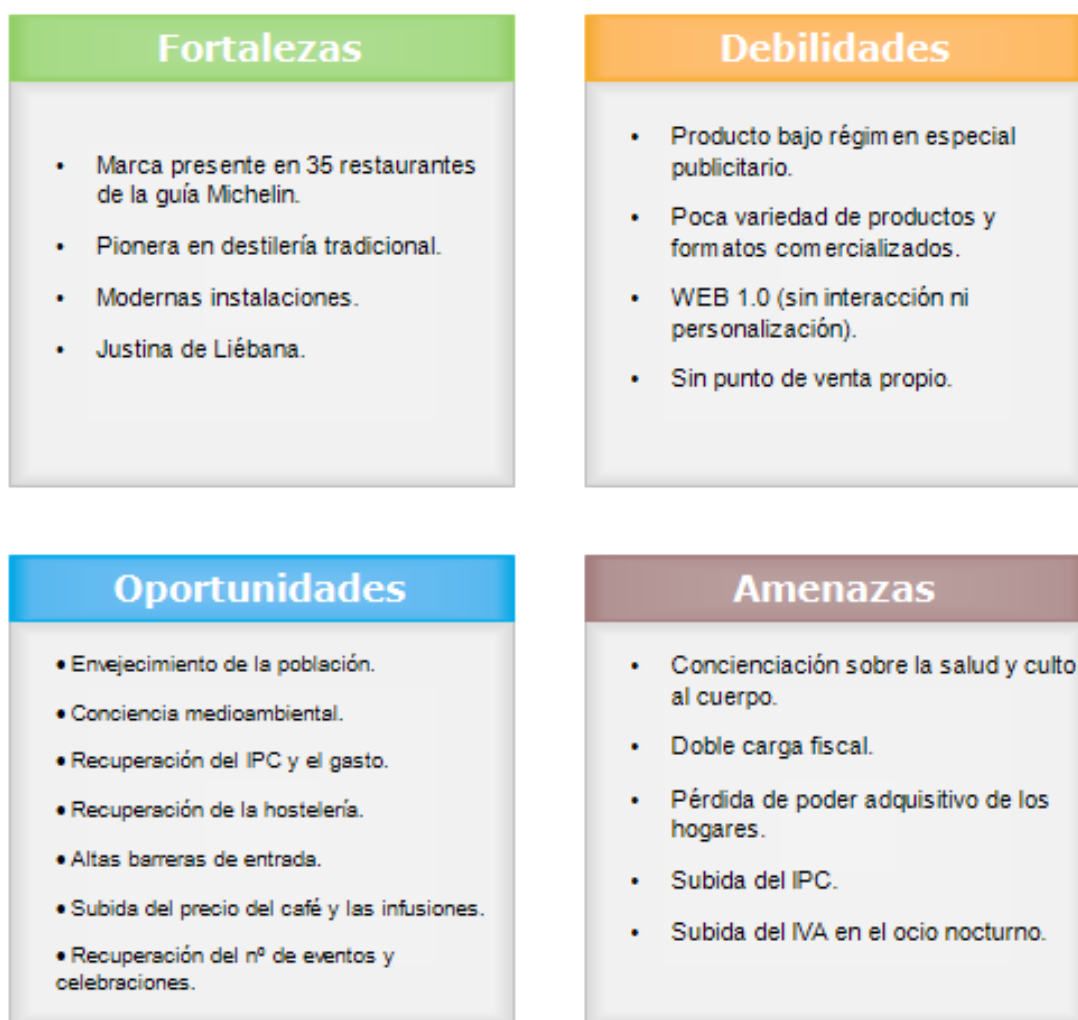 Fortalezas
• Marca presente en 35 restaurantes
de la guía Michelin.
• Pionera en destilería tradicional.
• Modernas instalaciones.
• Justina de Liébana.
Debilidades
• Producto bajo régimen especial
publicitario.
• Poca variedad de productos y
formatos comercializados.
• WEB 1.0 (sin interacción ni
personalización).
• Sin punto de venta propio.
Oportunidades
• Envejecimiento de la población.
• Conciencia medioambiental.
• Recuperación del IPC y el gasto.
• Recuperación de la hostelería.
• Altas barreras de entrada.
• Subida del precio del café y las infusiones.
• Recuperación del nº de eventos y
celebraciones.
Amenazas
• Concienciación sobre la salud y culto
al cuerpo.
• Doble carga fiscal.
• Pérdida de poder adquisitivo de los
hogares.
• Subida del IPC.
• Subida del IVA en el ocio nocturno.